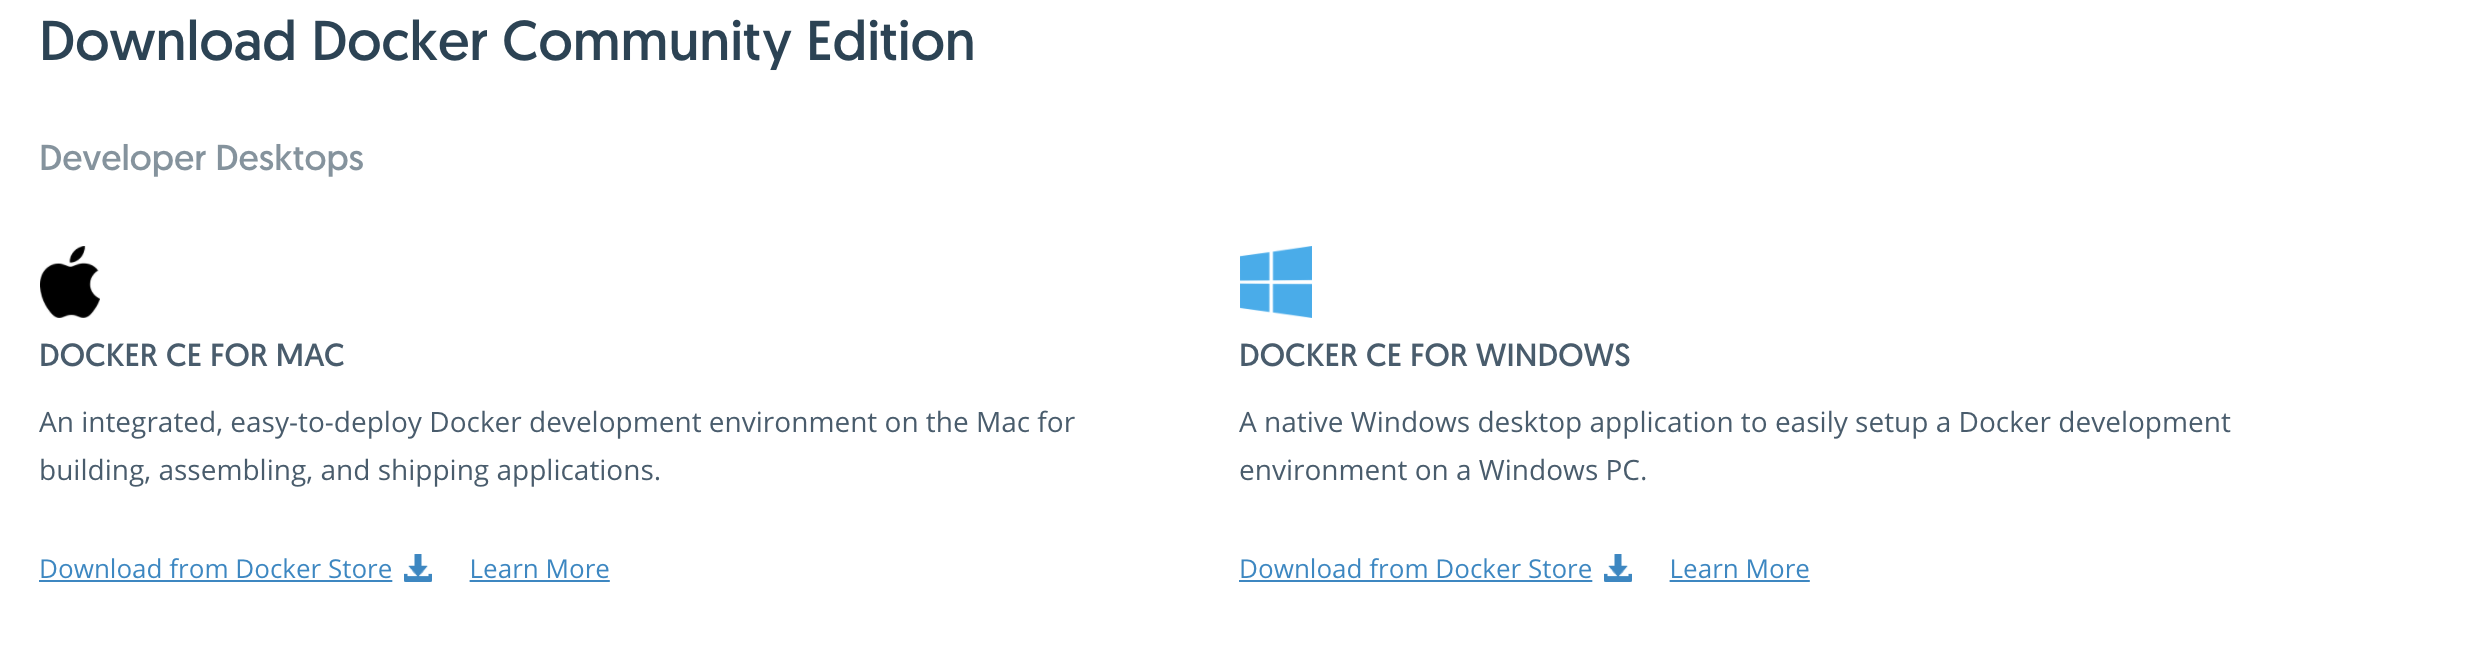 Download Docker Community Edition
Developer Desktops
DOCKER CE FOR MAC
An integrated, easy-to-deploy Docker development environment on the Mac for
building, assembling, and shipping applications.
Download from Docker Store Learn More
DOCKER CE FOR WINDOWS
A native Windows desktop application to easily setup a Docker development
environment on a Windows PC.
Download from Docker Store Learn More